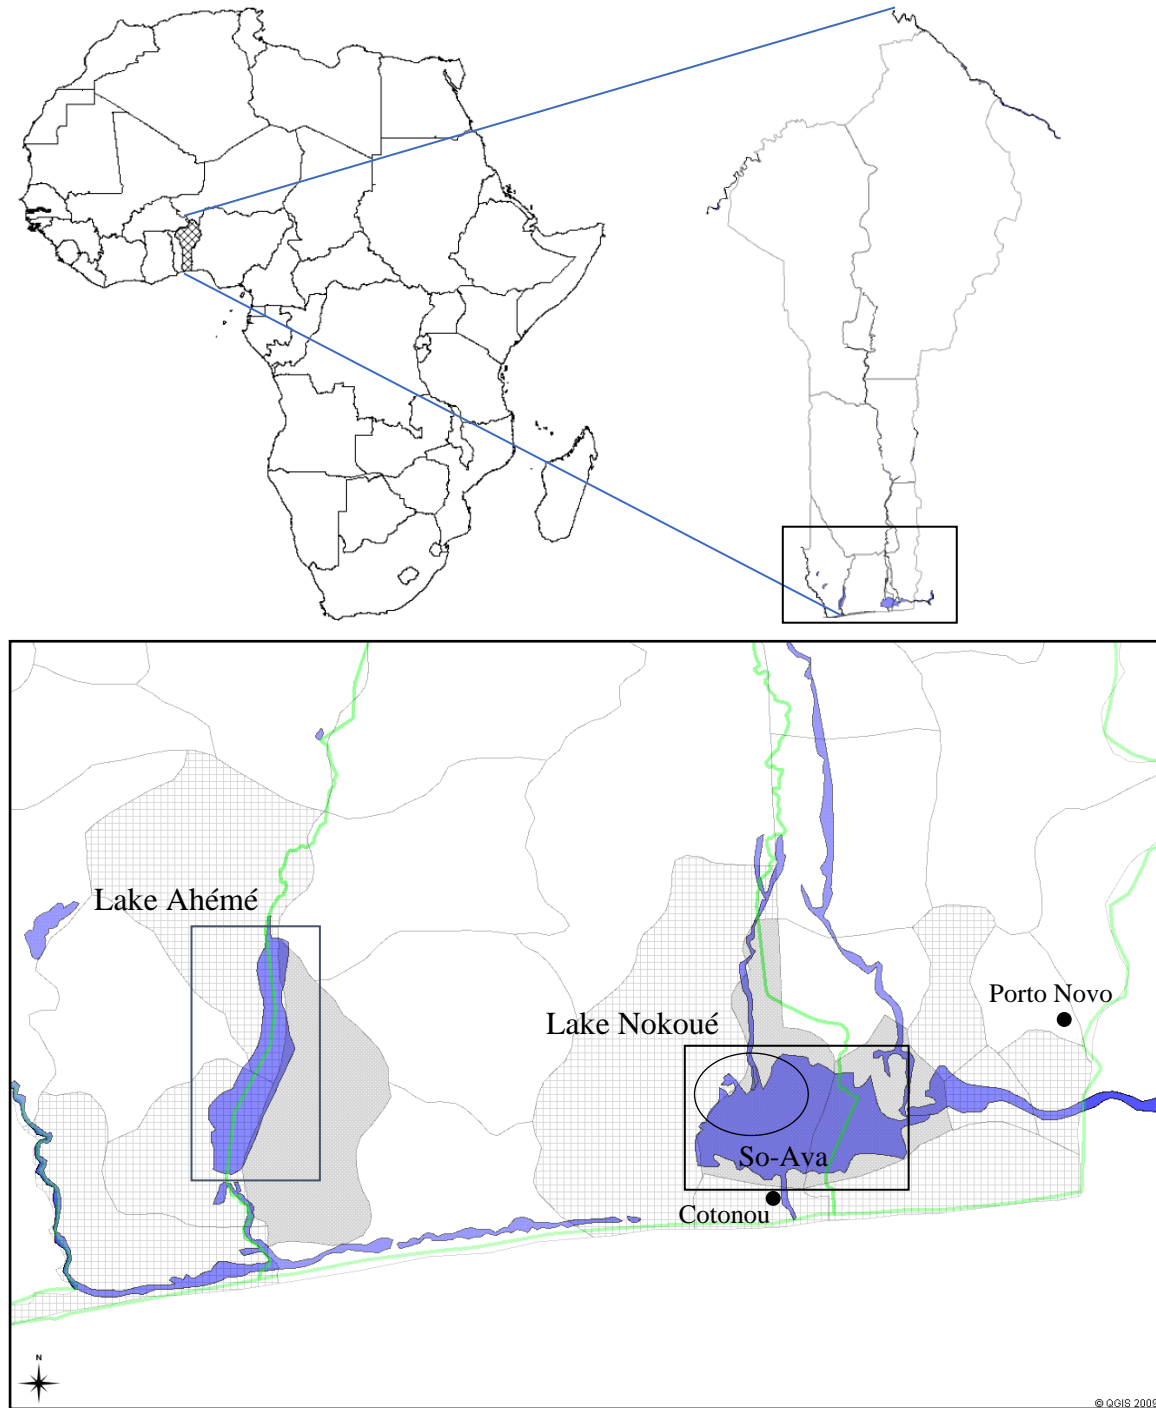 Lake Ahémé
Porto Novo
Lake Nokoué
So-Ava
Cotonou
N
© QGIS 2009